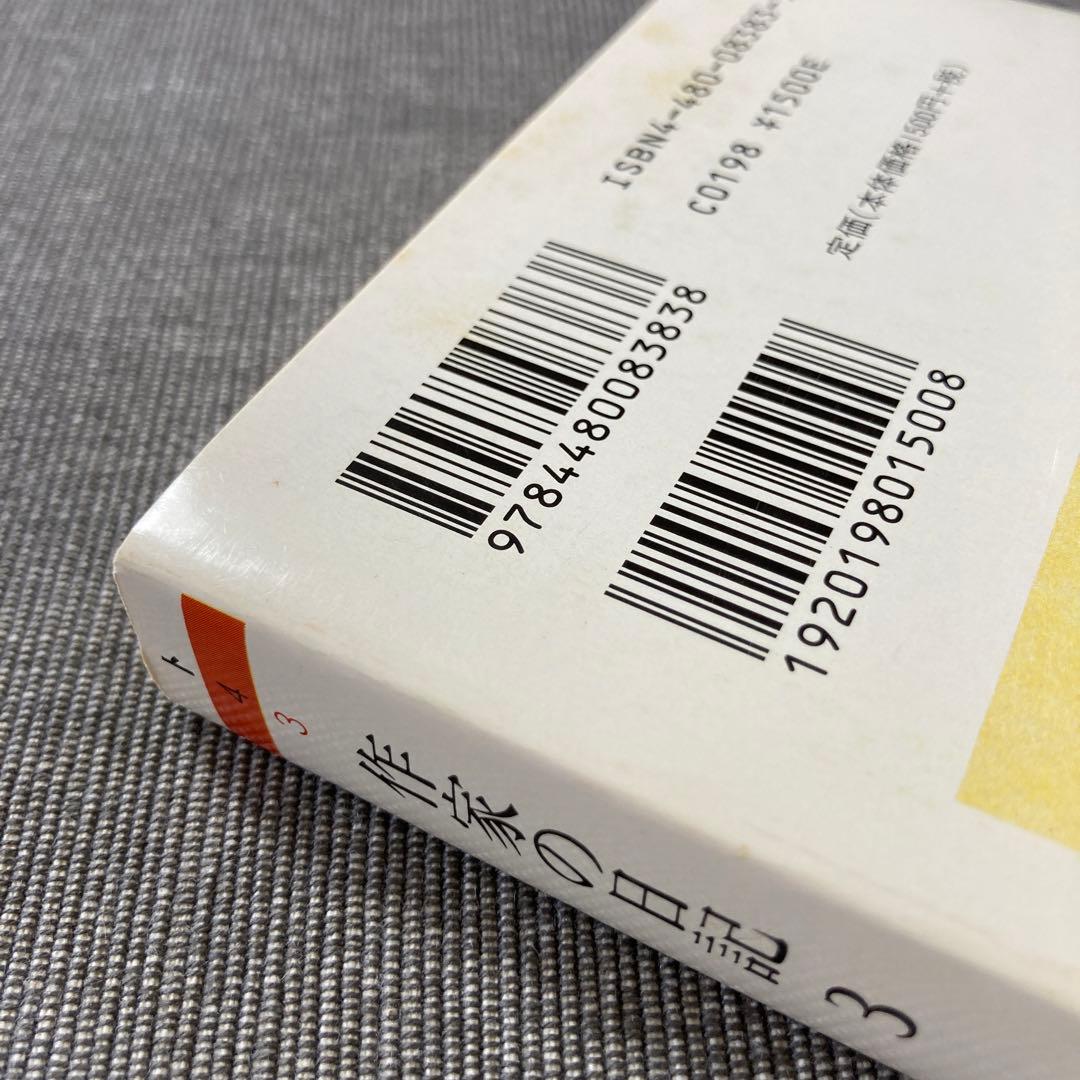 ISBN4-480-08383-
C0198 ¥1500E
定価(本体価格1500円+税)
9784480083838
1920198015008
ト
4
3
作家の日記 3